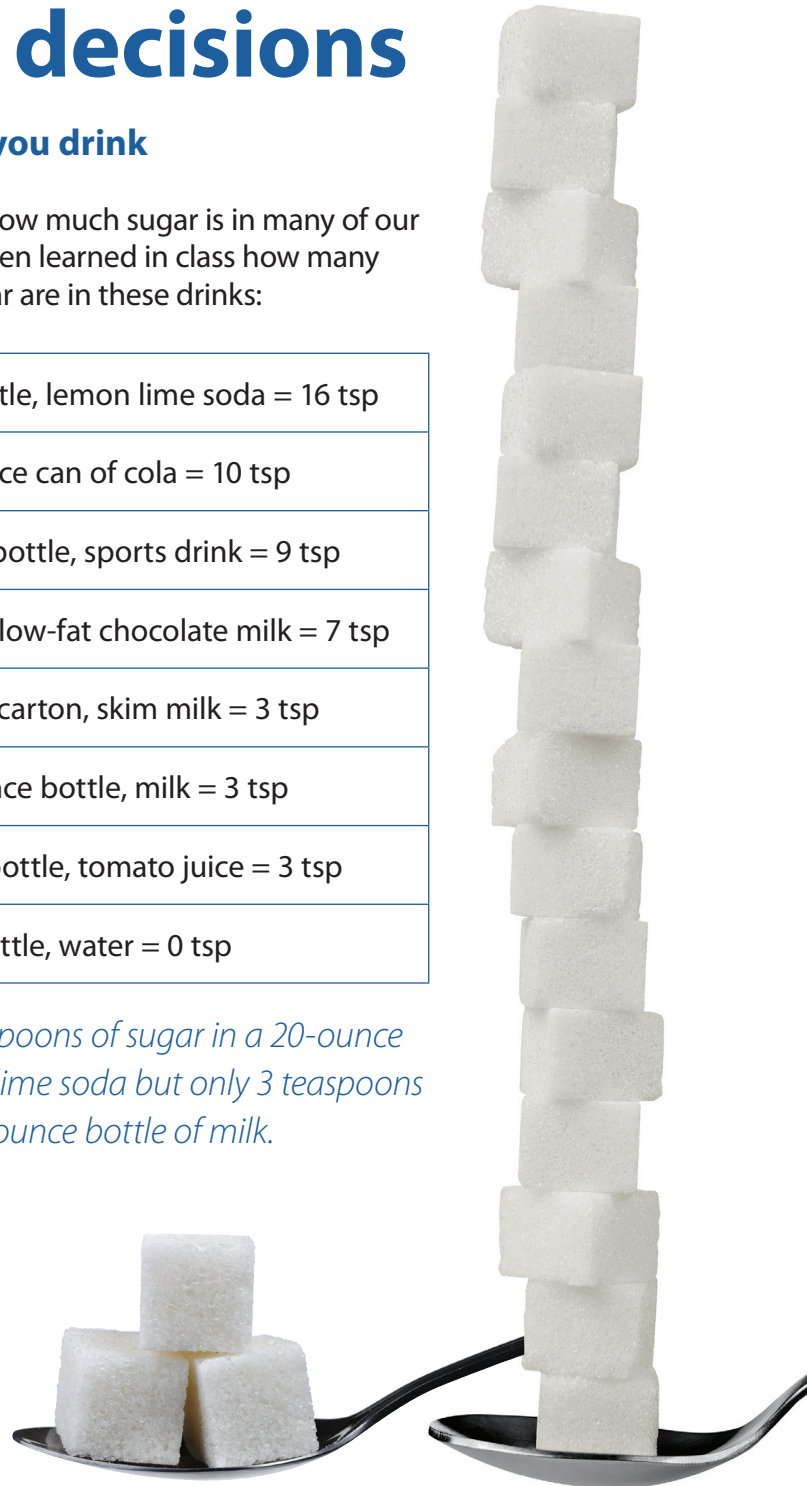 decisions
you drink
ow much sugar is in many of our
en learned in class how many
ar are in these drinks:
tle, lemon lime soda = 16 tsp
ce can of cola = 10 tsp
bottle, sports drink = 9 tsp
low-fat chocolate milk = 7 tsp
carton, skim milk = 3 tsp
ce bottle, milk = 3 tsp
bottle, tomato juice = 3 tsp
ttle, water = 0 tsp
poons of sugar in a 20-ounce
lime soda but only 3 teaspoons
ounce bottle of milk.